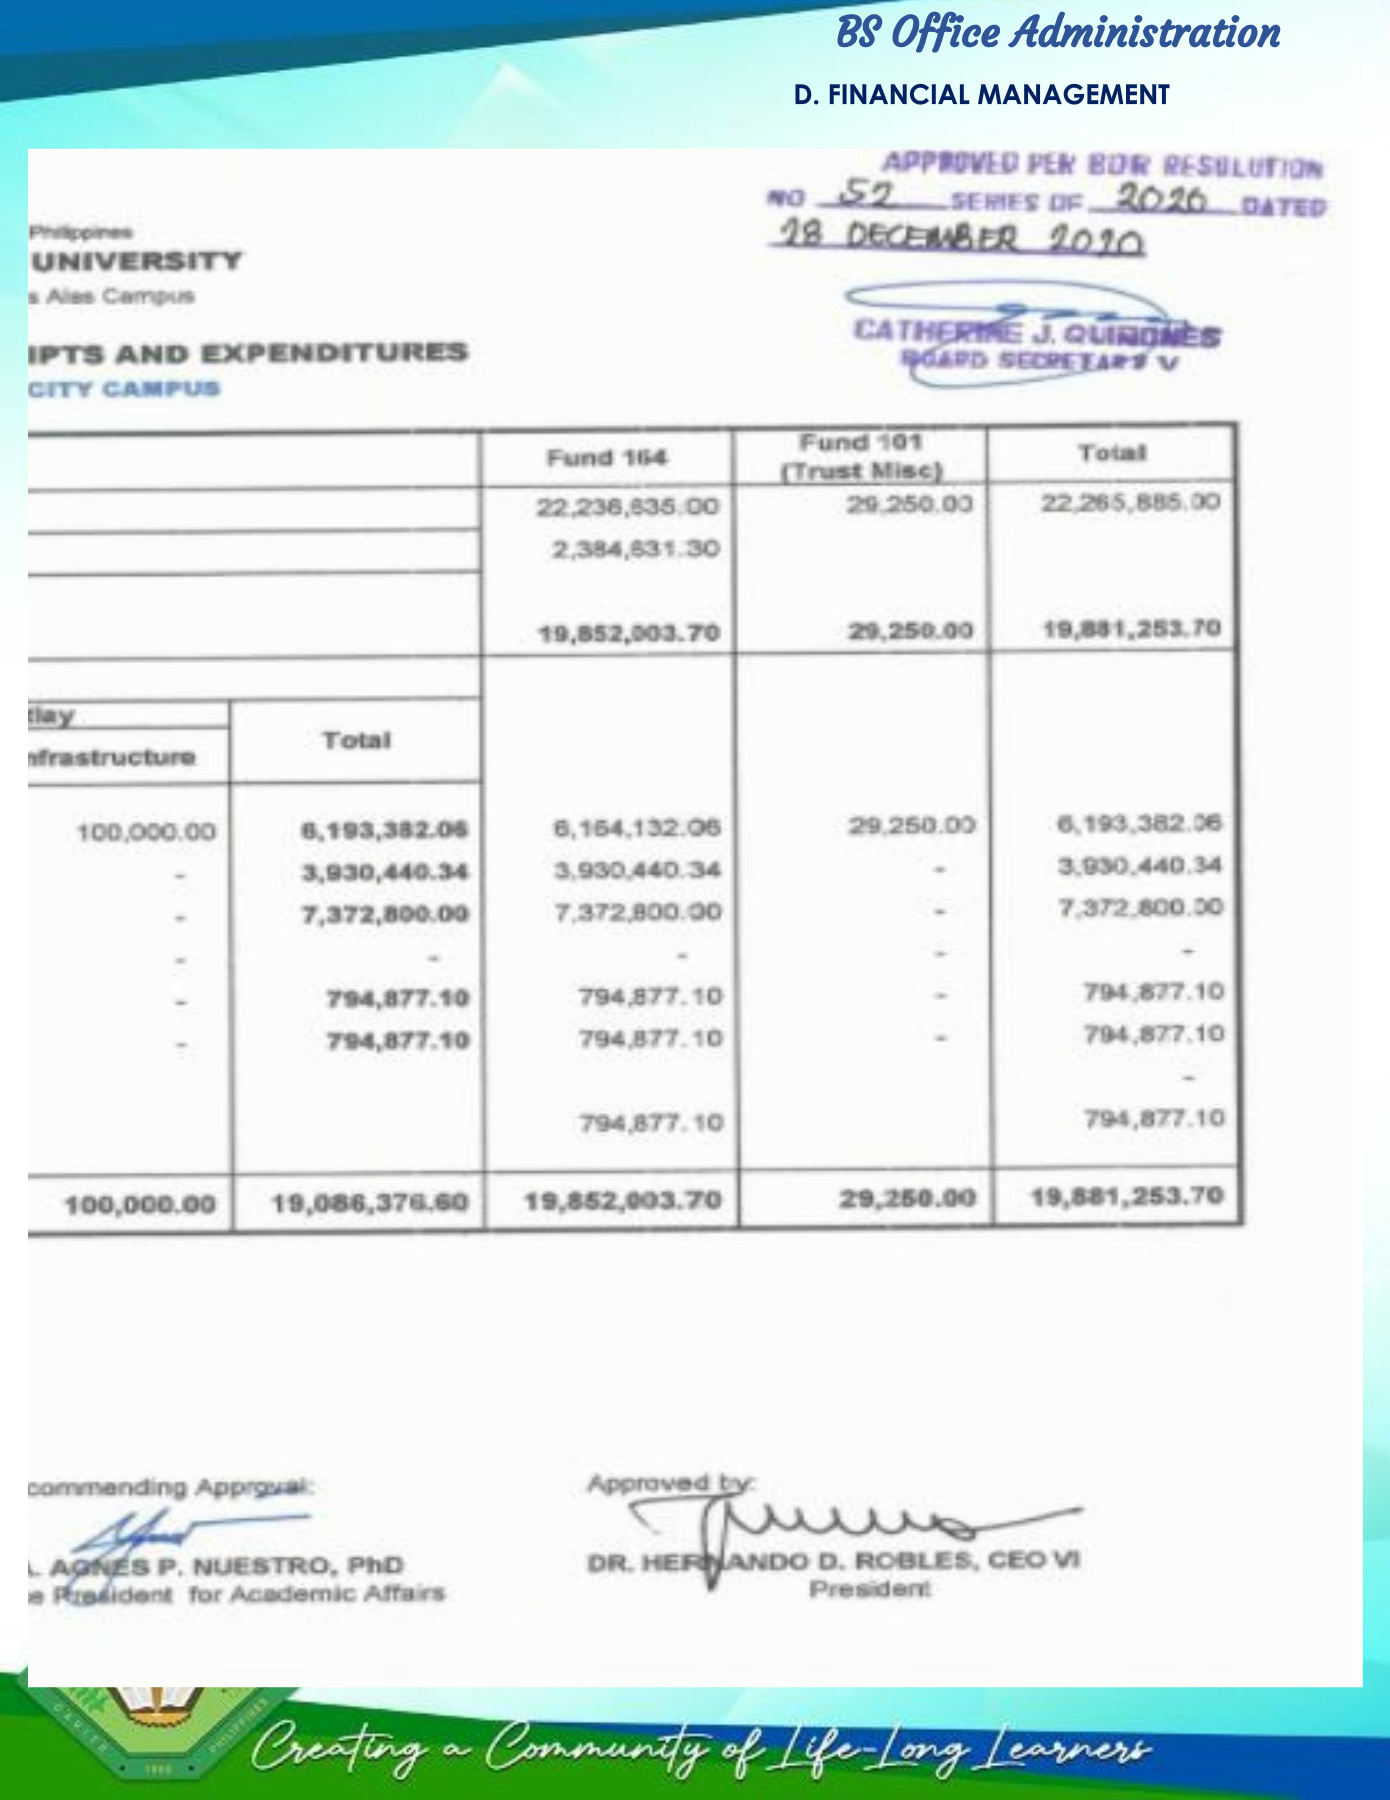 BS Office Administration
D. FINANCIAL MANAGEMENT
APPROVED PER BOR RESOLUTION
NO 52 SERIES OF 2020 DATED
28 DECEMBER 2020
Philippines
UNIVERSITY
s Alas Campus
CATHERINE J. QUIÑONES
BOARD SECRETARY V
IPTS AND EXPENDITURES
CITY CAMPUS
Fund 164 Fund 101 Total
(Trust Misc)
22,236,635.00 29,250.00 22,265,885.00
2,384,631.30
19,852,003.70 29,250.00 19,881,253.70
tlay
Total
nfrastructure
100,000.00 6,193,382.06 6,164,132.06 29,250.00 6,193,382.06
- 3,930,440.34 3,930,440.34 - 3,930,440.34
- 7,372,800.00 7,372,800.00 - 7,372,800.00
- - - - -
- 794,877.10 794,877.10 - 794,877.10
- 794,877.10 794,877.10 - 794,877.10
-
794,877.10 794,877.10
100,000.00 19,086,376.60 19,852,003.70 29,250.00 19,881,253.70
commending Approval: Approved by:
. AGNES P. NUESTRO, PhD DR. HERNANDO D. ROBLES, CEO VI
e President for Academic Affairs President
CAVITE PHILIPPINES
1906
Creating a Community of Life-Long Learners